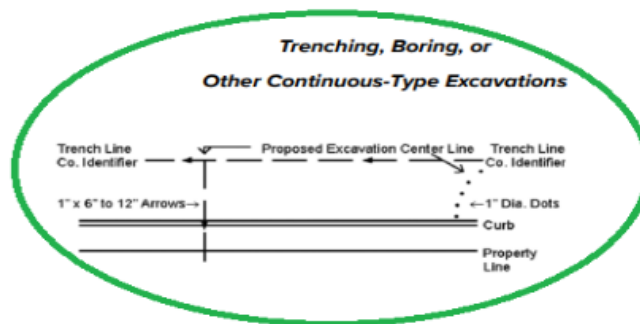 Trenching, Boring, or
Other Continuous-Type Excavations
Trench Line
Co. Identifier
Proposed Excavation Center Line
Trench Line
Co. Identifier
1" x 6" to 12" Arrows→
←1" Dia. Dots
Curb
Property
Line